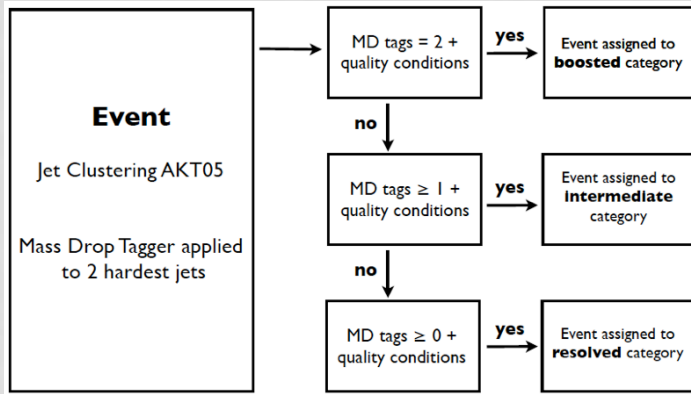 Event
Jet Clustering AKT05
Mass Drop Tagger applied
to 2 hardest jets
MD tags = 2 +
quality conditions
yes
Event assigned to
boosted category
no
MD tags ≥ 1 +
quality conditions
yes
Event assigned to
intermediate
category
no
MD tags ≥ 0 +
quality conditions
yes
Event assigned to
resolved category